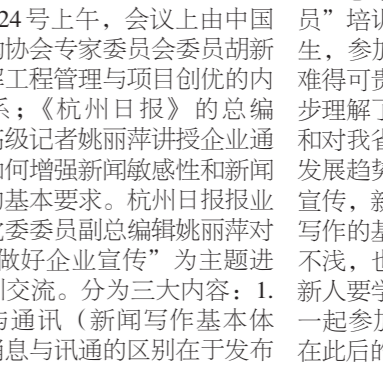 24号上午，会议上由中国
协会专家委员会委员胡新
工程管理与项目创优的内
系；《杭州日报》的总编
高级记者姚丽萍讲授企业通
如何增强新闻敏感性和新闻
的基本要求。杭州日报报业
委委员副总编辑姚丽萍对
做好企业宣传”为主题进
交流。分为三大内容：1.
与通讯（新闻写作基本体
消息与讯通的区别在于发布
员”培训
生，参加
难得可贵
步理解了
和对我省
发展趋势
宣传，新
写作的基
不浅，也
新人要学
一起参加
在此后的